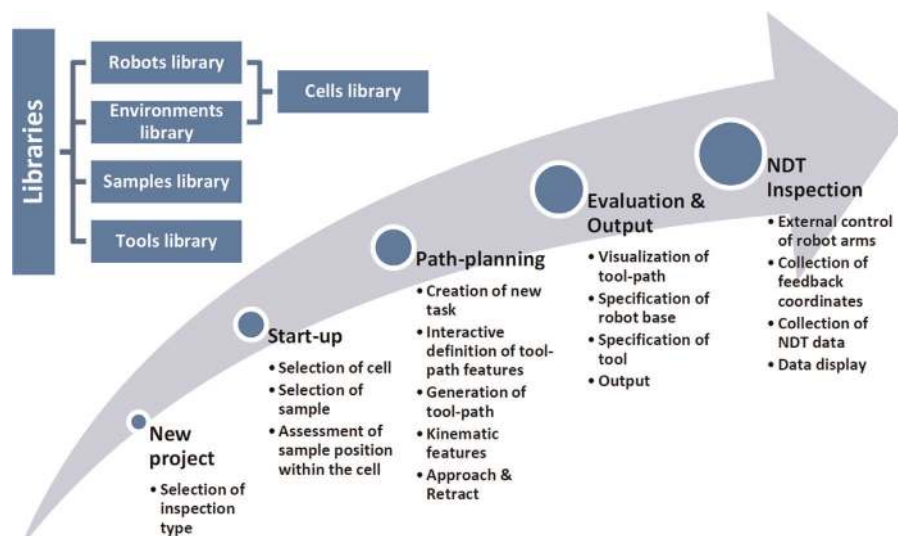 Libraries
Robots library
Environments
library
Samples library
Tools library
Cells library
New
project
• Selection of
inspection
type
Start-up
• Selection of cell
• Selection of
sample
• Assessment of
sample position
within the cell
Path-planning
• Creation of new
task
• Interactive
definition of tool-
path features
• Generation of
tool-path
• Kinematic
features
• Approach &
Retract
Evaluation &
Output
• Visualization of
tool-path
• Specification of
robot base
• Specification of
tool
• Output
NDT
Inspection
• External control
of robot arms
• Collection of
feedback
coordinates
• Collection of
NDT data
• Data display